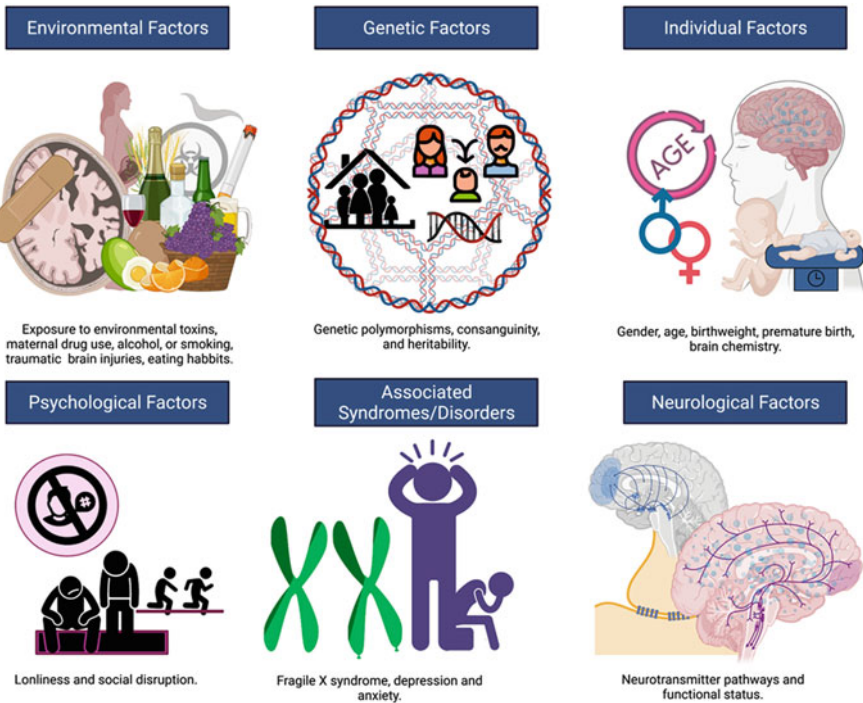 Environmental Factors
Genetic Factors
Individual Factors
AGE
Exposure to environmental toxins,
maternal drug use, alcohol, or smoking,
traumatic brain injuries, eating habbits.
Genetic polymorphisms, consanguinity,
and heritability.
Gender, age, birthweight, premature birth,
brain chemistry.
Psychological Factors
Associated
Syndromes/Disorders
Neurological Factors
#
Lonliness and social disruption.
Fragile X syndrome, depression and
anxiety.
Neurotransmitter pathways and
functional status.